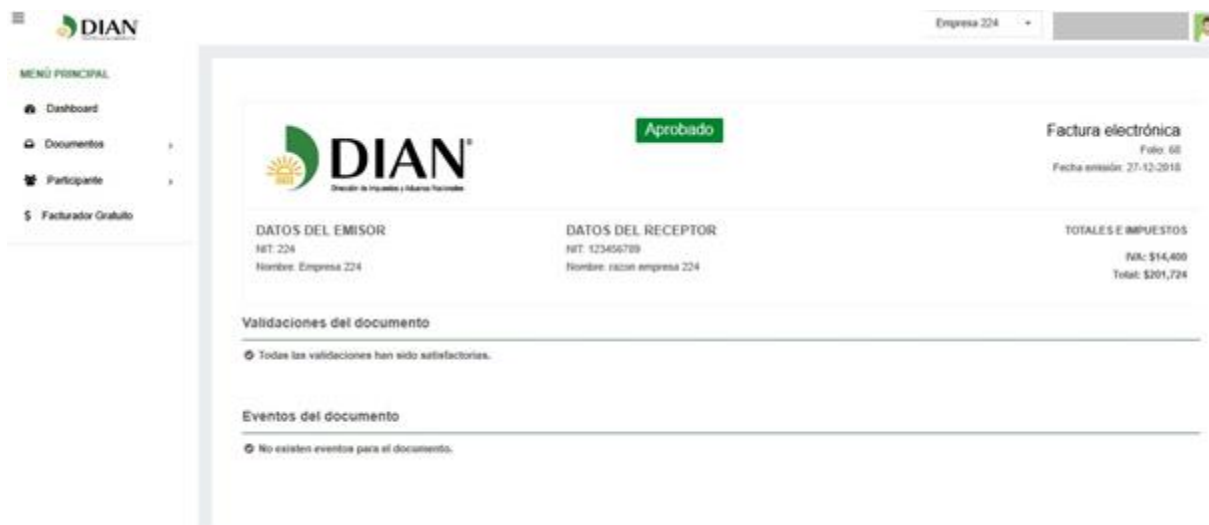 DIAN
Empresa 224
MENÚ PRINCIPAL
Dashboard
Documentos
Participante
$ Facturador Gratuito
DIAN
Dirección de Impuestos y Aduanas Nacionales
Aprobado
Factura electrónica
Folio: 68
Fecha emisión: 27-12-2018
DATOS DEL EMISOR
NIT: 224
Nombre: Empresa 224
DATOS DEL RECEPTOR
NIT: 123456789
Nombre: razon empresa 224
TOTALES E IMPUESTOS
IVA: $14,400
Total: $201,724
Validaciones del documento
Todas las validaciones han sido satisfactorias.
Eventos del documento
No existen eventos para el documento.